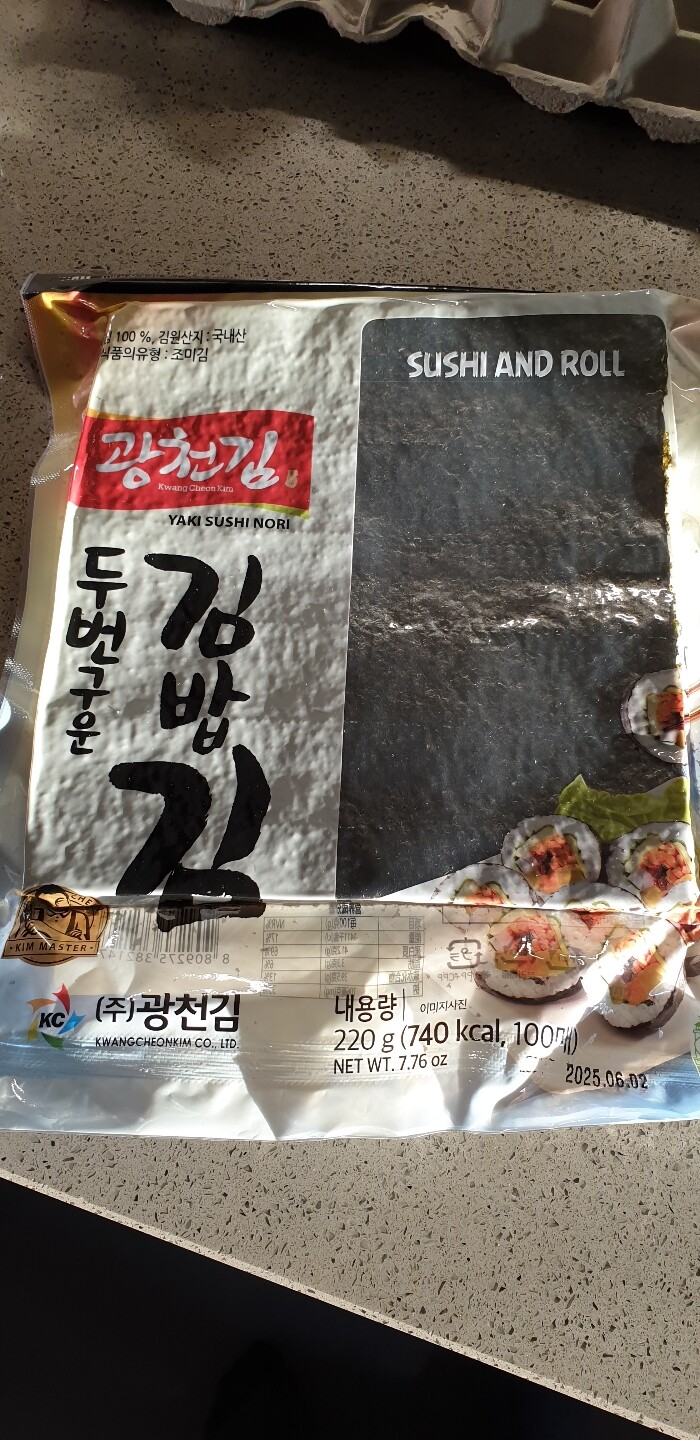 100 %, 김원산지 : 국내산
식품의유형 : 조미김
SUSHI AND ROLL
광천김
Kwang Cheon Kim
YAKI SUSHI NORI
두번구운
김밥김
KIM MASTER
8 809275 382147
KC
(주)광천김
KWANGCHEONKIM CO., LTD.
내용량
이미지사진
220 g (740 kcal, 100매)
NET WT. 7.76 oz
2025.06.02